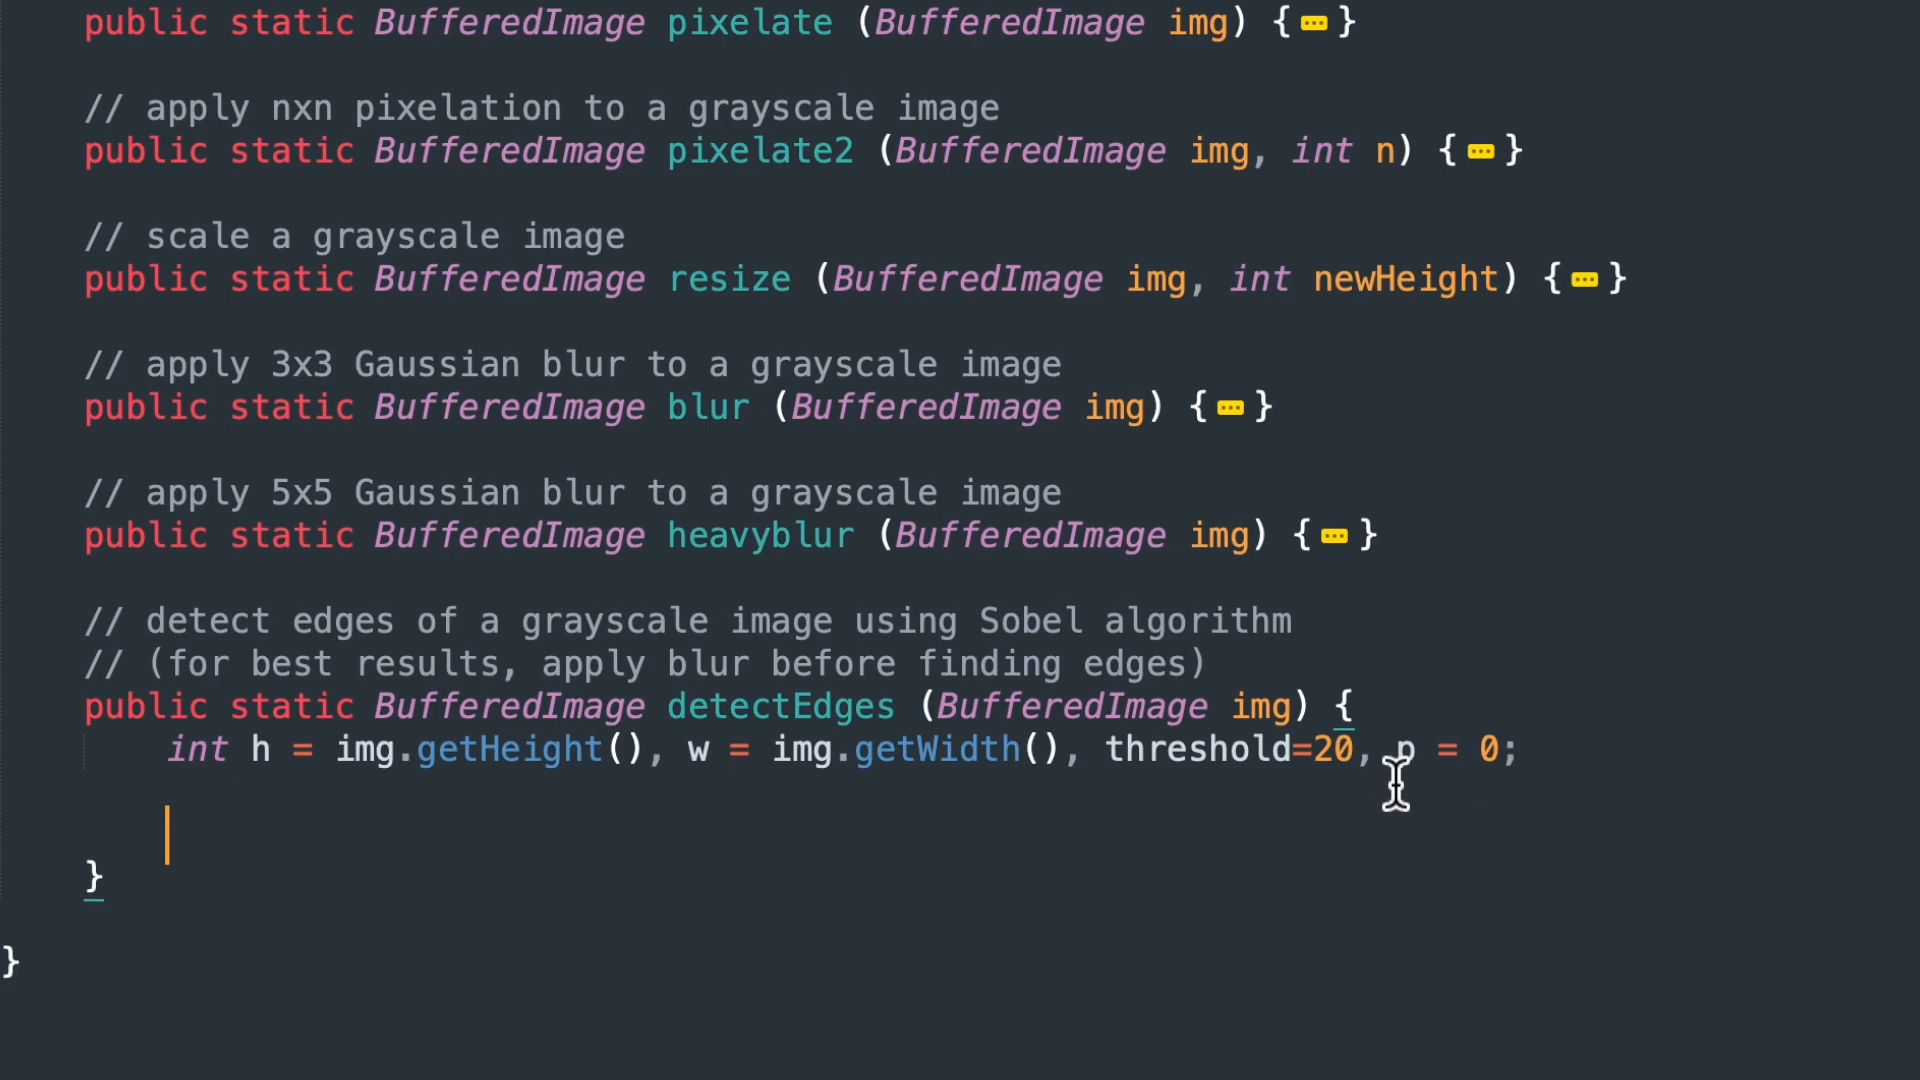 public static BufferedImage pixelate (BufferedImage img) {…}
// apply nxn pixelation to a grayscale image
public static BufferedImage pixelate2 (BufferedImage img, int n) {…}
// scale a grayscale image
public static BufferedImage resize (BufferedImage img, int newHeight) {…}
// apply 3x3 Gaussian blur to a grayscale image
public static BufferedImage blur (BufferedImage img) {…}
// apply 5x5 Gaussian blur to a grayscale image
public static BufferedImage heavyblur (BufferedImage img) {…}
// detect edges of a grayscale image using Sobel algorithm
// (for best results, apply blur before finding edges)
public static BufferedImage detectEdges (BufferedImage img) {
int h = img.getHeight(), w = img.getWidth(), threshold=20, p = 0;
}
}